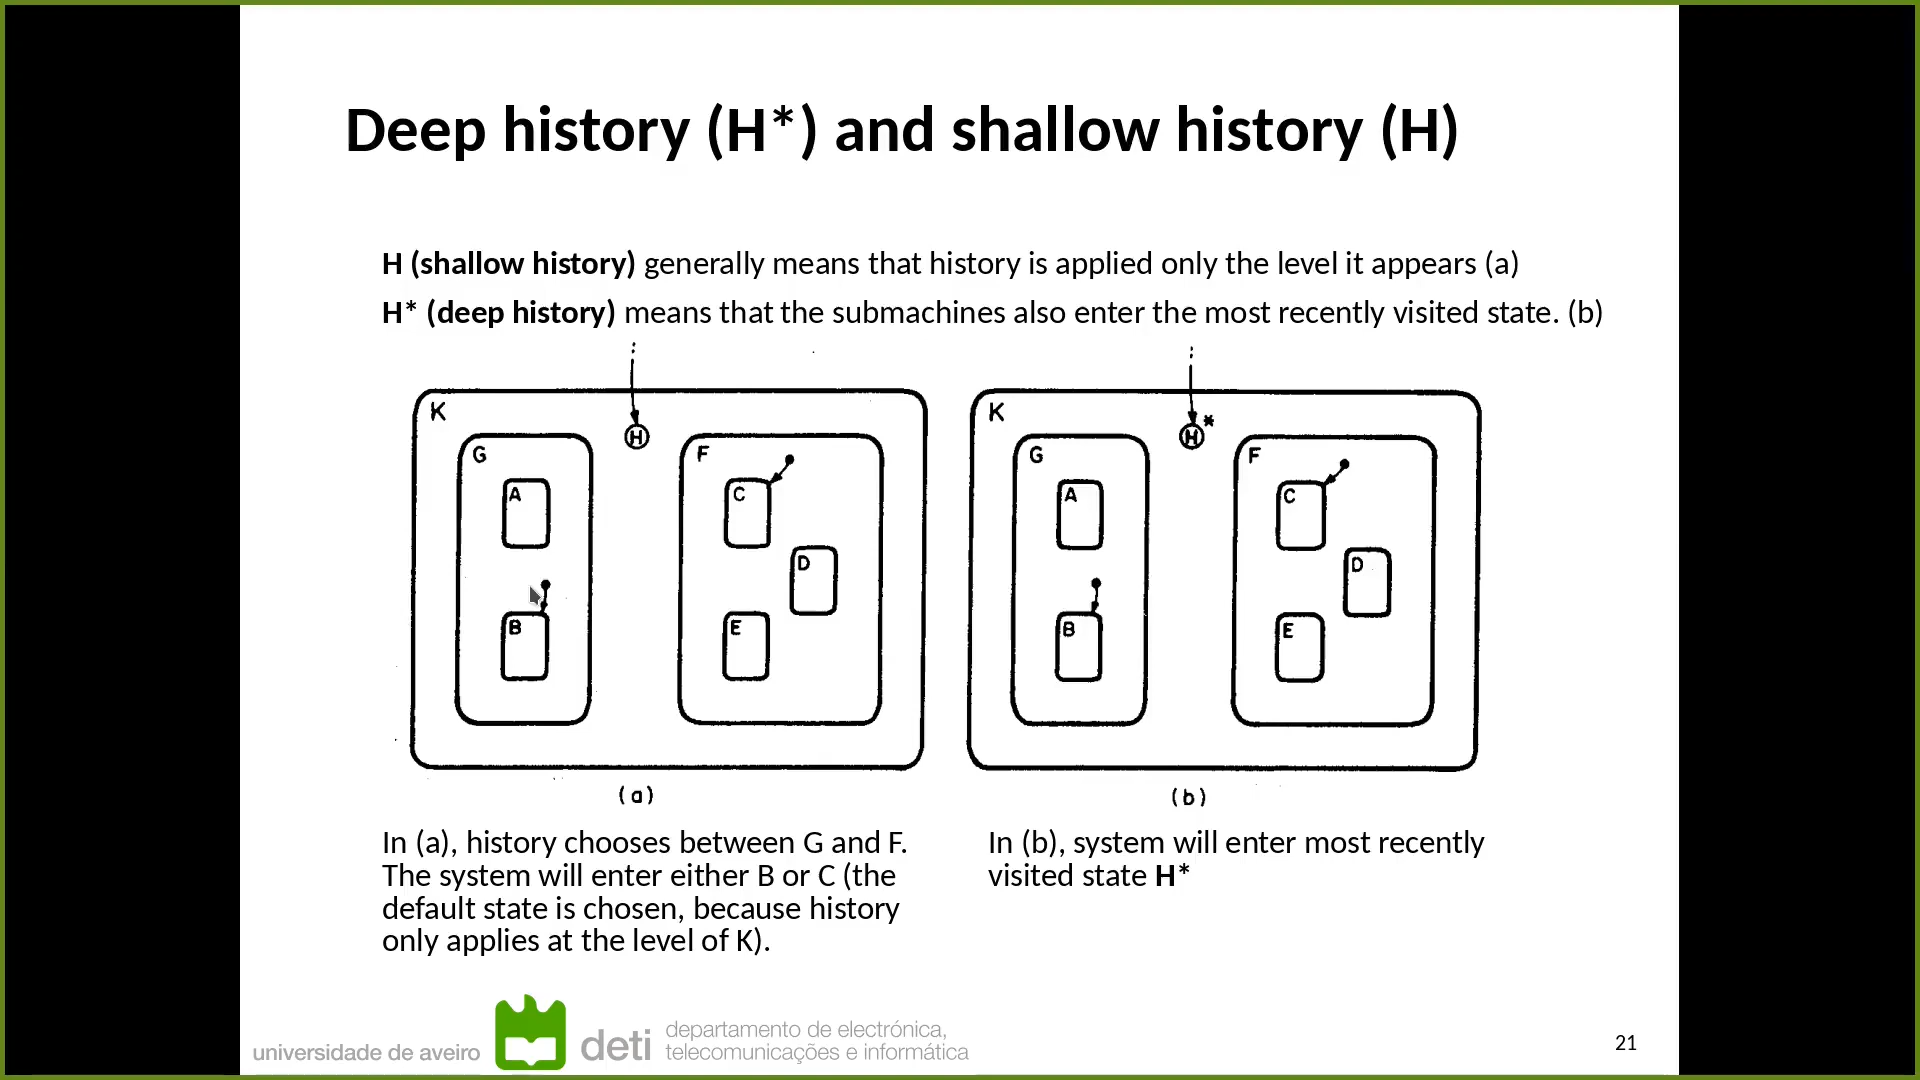 Deep history (H*) and shallow history (H)
H (shallow history) generally means that history is applied only the level it appears (a)
H* (deep history) means that the submachines also enter the most recently visited state. (b)
K
H
G
A
B
F
C
D
E
(a)
K
H*
G
A
B
F
C
D
E
(b)
In (a), history chooses between G and F.
The system will enter either B or C (the
default state is chosen, because history
only applies at the level of K).
In (b), system will enter most recently
visited state H*
universidade de aveiro
deti
departamento de electrónica,
telecomunicações e informática
21